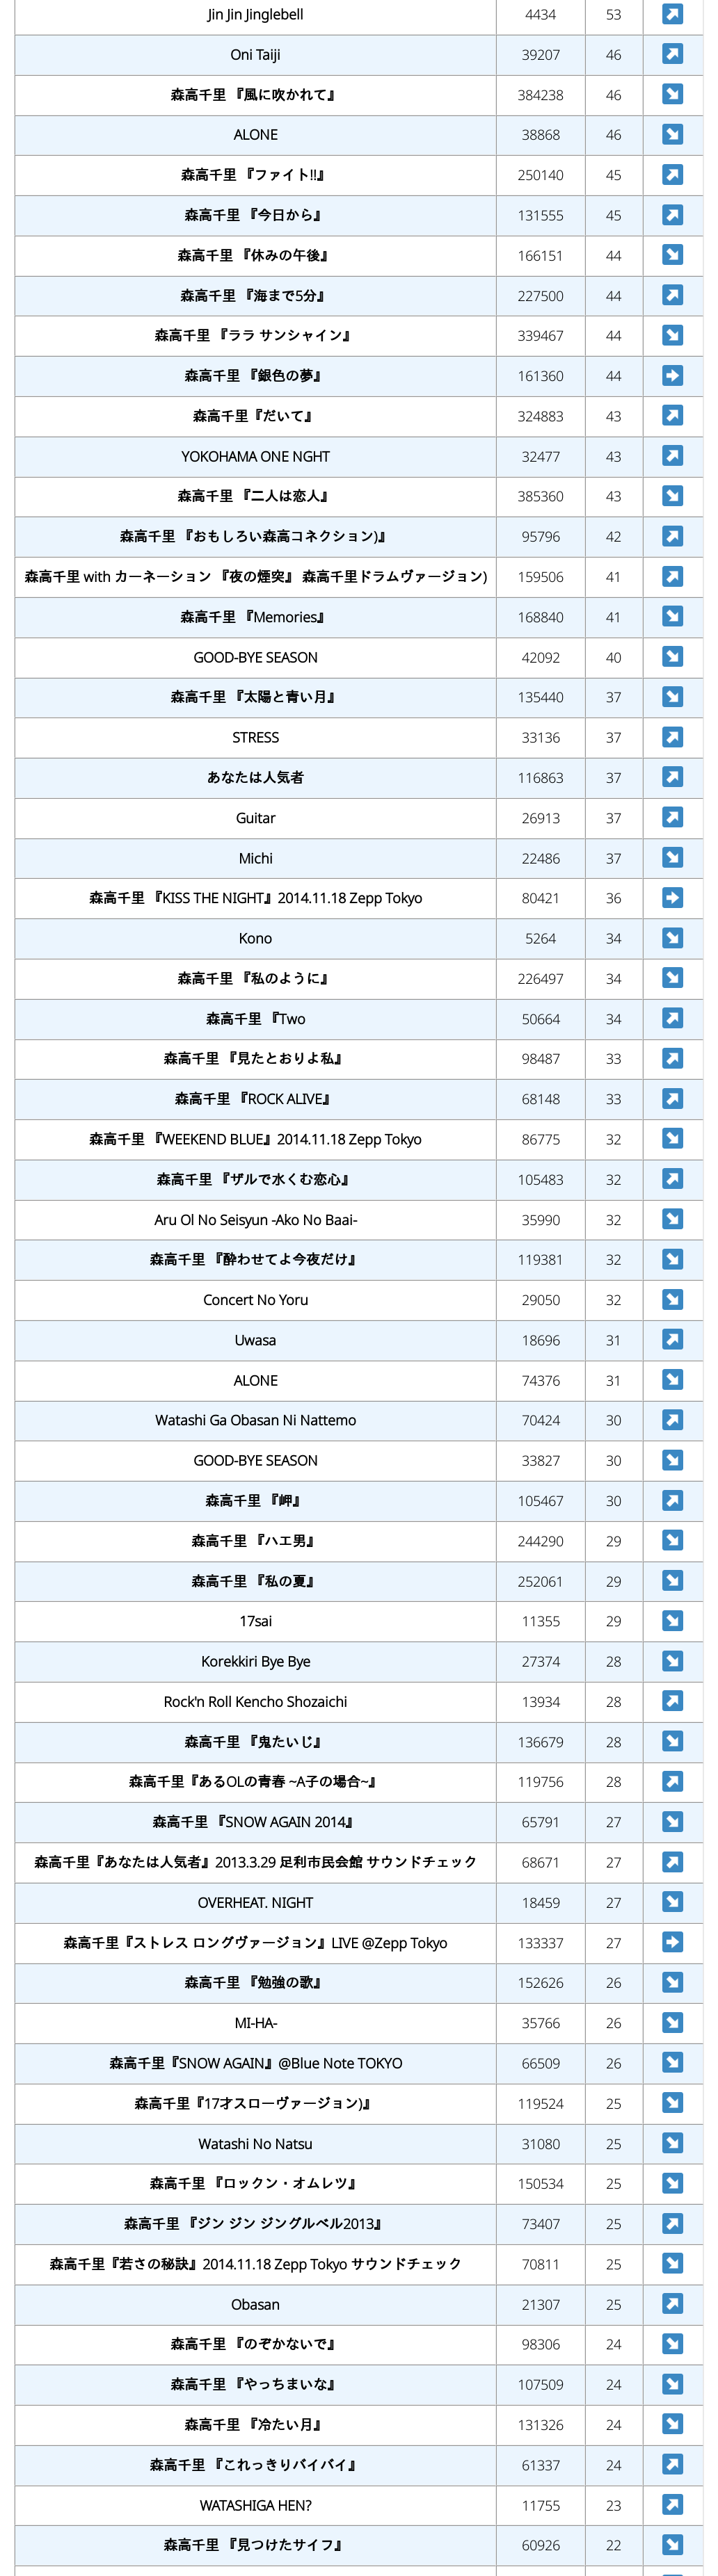 Jin Jin Jinglebell 4434 53 ↗
Oni Taiji 39207 46 ↗
森高千里 『風に吹かれて』 384238 46 ↘
ALONE 38868 46 ↘
森高千里 『ファイト!!』 250140 45 ↗
森高千里 『今日から』 131555 45 ↗
森高千里 『休みの午後』 166151 44 ↘
森高千里 『海まで5分』 227500 44 ↗
森高千里 『ララ サンシャイン』 339467 44 ↘
森高千里 『銀色の夢』 161360 44 ➡
森高千里『だいて』 324883 43 ↗
YOKOHAMA ONE NGHT 32477 43 ↗
森高千里 『二人は恋人』 385360 43 ↘
森高千里 『おもしろい森高コネクション)』 95796 42 ↗
森高千里 with カーネーション 『夜の煙突』 森高千里ドラムヴァージョン) 159506 41 ↗
森高千里 『Memories』 168840 41 ↘
GOOD-BYE SEASON 42092 40 ↘
森高千里 『太陽と青い月』 135440 37 ↘
STRESS 33136 37 ↗
あなたは人気者 116863 37 ↗
Guitar 26913 37 ↗
Michi 22486 37 ↘
森高千里 『KISS THE NIGHT』2014.11.18 Zepp Tokyo 80421 36 ➡
Kono 5264 34 ↘
森高千里 『私のように』 226497 34 ↘
森高千里 『Two 50664 34 ↗
森高千里 『見たとおりよ私』 98487 33 ↗
森高千里 『ROCK ALIVE』 68148 33 ↗
森高千里 『WEEKEND BLUE』2014.11.18 Zepp Tokyo 86775 32 ↘
森高千里 『ザルで水くむ恋心』 105483 32 ↗
Aru Ol No Seisyun -Ako No Baai- 35990 32 ↘
森高千里 『酔わせてよ今夜だけ』 119381 32 ↘
Concert No Yoru 29050 32 ↘
Uwasa 18696 31 ↗
ALONE 74376 31 ↘
Watashi Ga Obasan Ni Nattemo 70424 30 ↗
GOOD-BYE SEASON 33827 30 ↘
森高千里 『岬』 105467 30 ↗
森高千里 『ハエ男』 244290 29 ↘
森高千里 『私の夏』 252061 29 ↘
17sai 11355 29 ↘
Korekkiri Bye Bye 27374 28 ↘
Rock'n Roll Kencho Shozaichi 13934 28 ↗
森高千里 『鬼たいじ』 136679 28 ↘
森高千里『あるOLの青春 ~A子の場合~』 119756 28 ↗
森高千里 『SNOW AGAIN 2014』 65791 27 ↘
森高千里『あなたは人気者』2013.3.29 足利市民会館 サウンドチェック 68671 27 ↗
OVERHEAT. NIGHT 18459 27 ↘
森高千里『ストレス ロングヴァージョン』LIVE @Zepp Tokyo 133337 27 ➡
森高千里 『勉強の歌』 152626 26 ↘
MI-HA- 35766 26 ↘
森高千里『SNOW AGAIN』@Blue Note TOKYO 66509 26 ↘
森高千里『17才スローヴァージョン)』 119524 25 ↘
Watashi No Natsu 31080 25 ↘
森高千里 『ロックン・オムレツ』 150534 25 ↘
森高千里 『ジン ジン ジングルベル2013』 73407 25 ↗
森高千里『若さの秘訣』2014.11.18 Zepp Tokyo サウンドチェック 70811 25 ↘
Obasan 21307 25 ↗
森高千里 『のぞかないで』 98306 24 ↘
森高千里 『やっちまいな』 107509 24 ↘
森高千里 『冷たい月』 131326 24 ↘
森高千里 『これっきりバイバイ』 61337 24 ↗
WATASHIGA HEN? 11755 23 ↗
森高千里 『見つけたサイフ』 60926 22 ↘